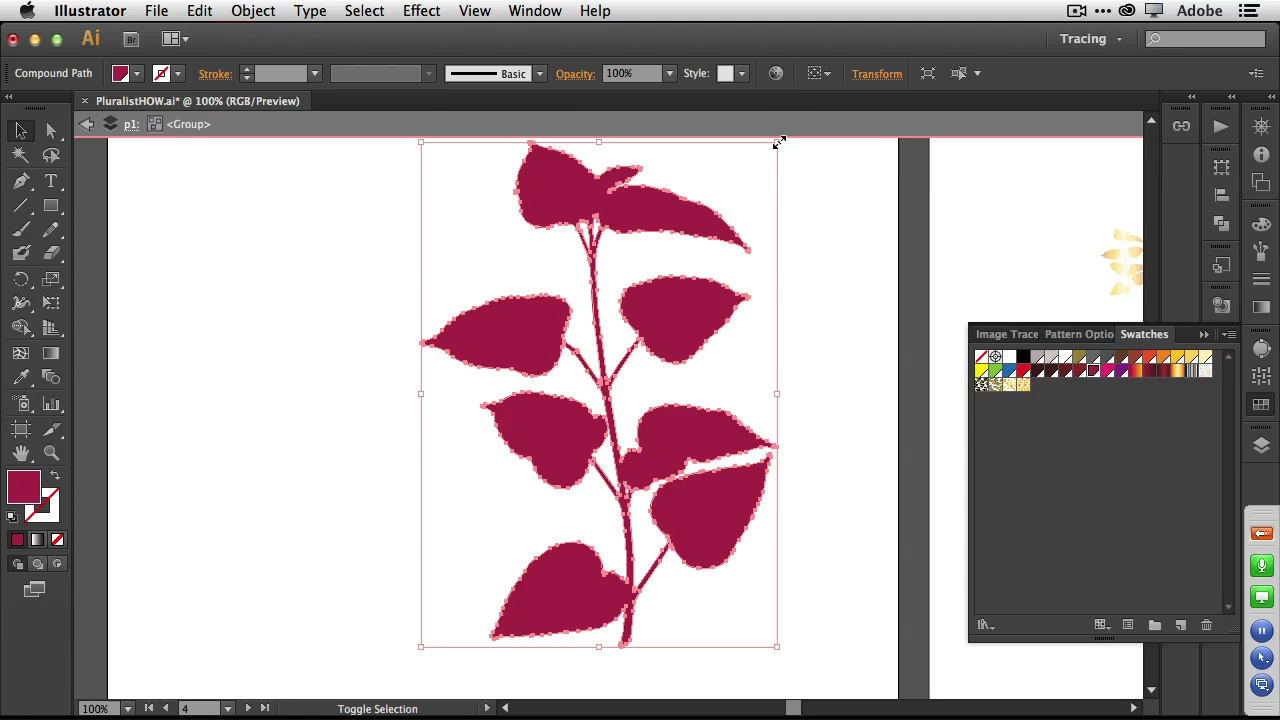 Illustrator File Edit Object Type Select Effect View Window Help Adobe
Ai Br Tracing
Compound Path Stroke: Basic Opacity: 100% Style: Transform
× PluralistHOW.ai* @ 100% (RGB/Preview)
p1: <Group>
Image Trace Pattern Optio Swatches
100% 4 Toggle Selection